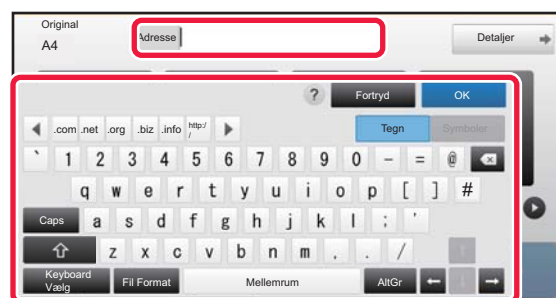 Original
A4
Adresse
Detaljer
? Fortryd OK
.com .net .org .biz .info http:/
/
Tegn Symboler
` 1 2 3 4 5 6 7 8 9 0 - = @
q w e r t y u i o p [ ] #
Caps a s d f g h j k l ; '
z x c v b n m , . /
Keyboard
Vælg
Fil Format Mellemrum AltGr